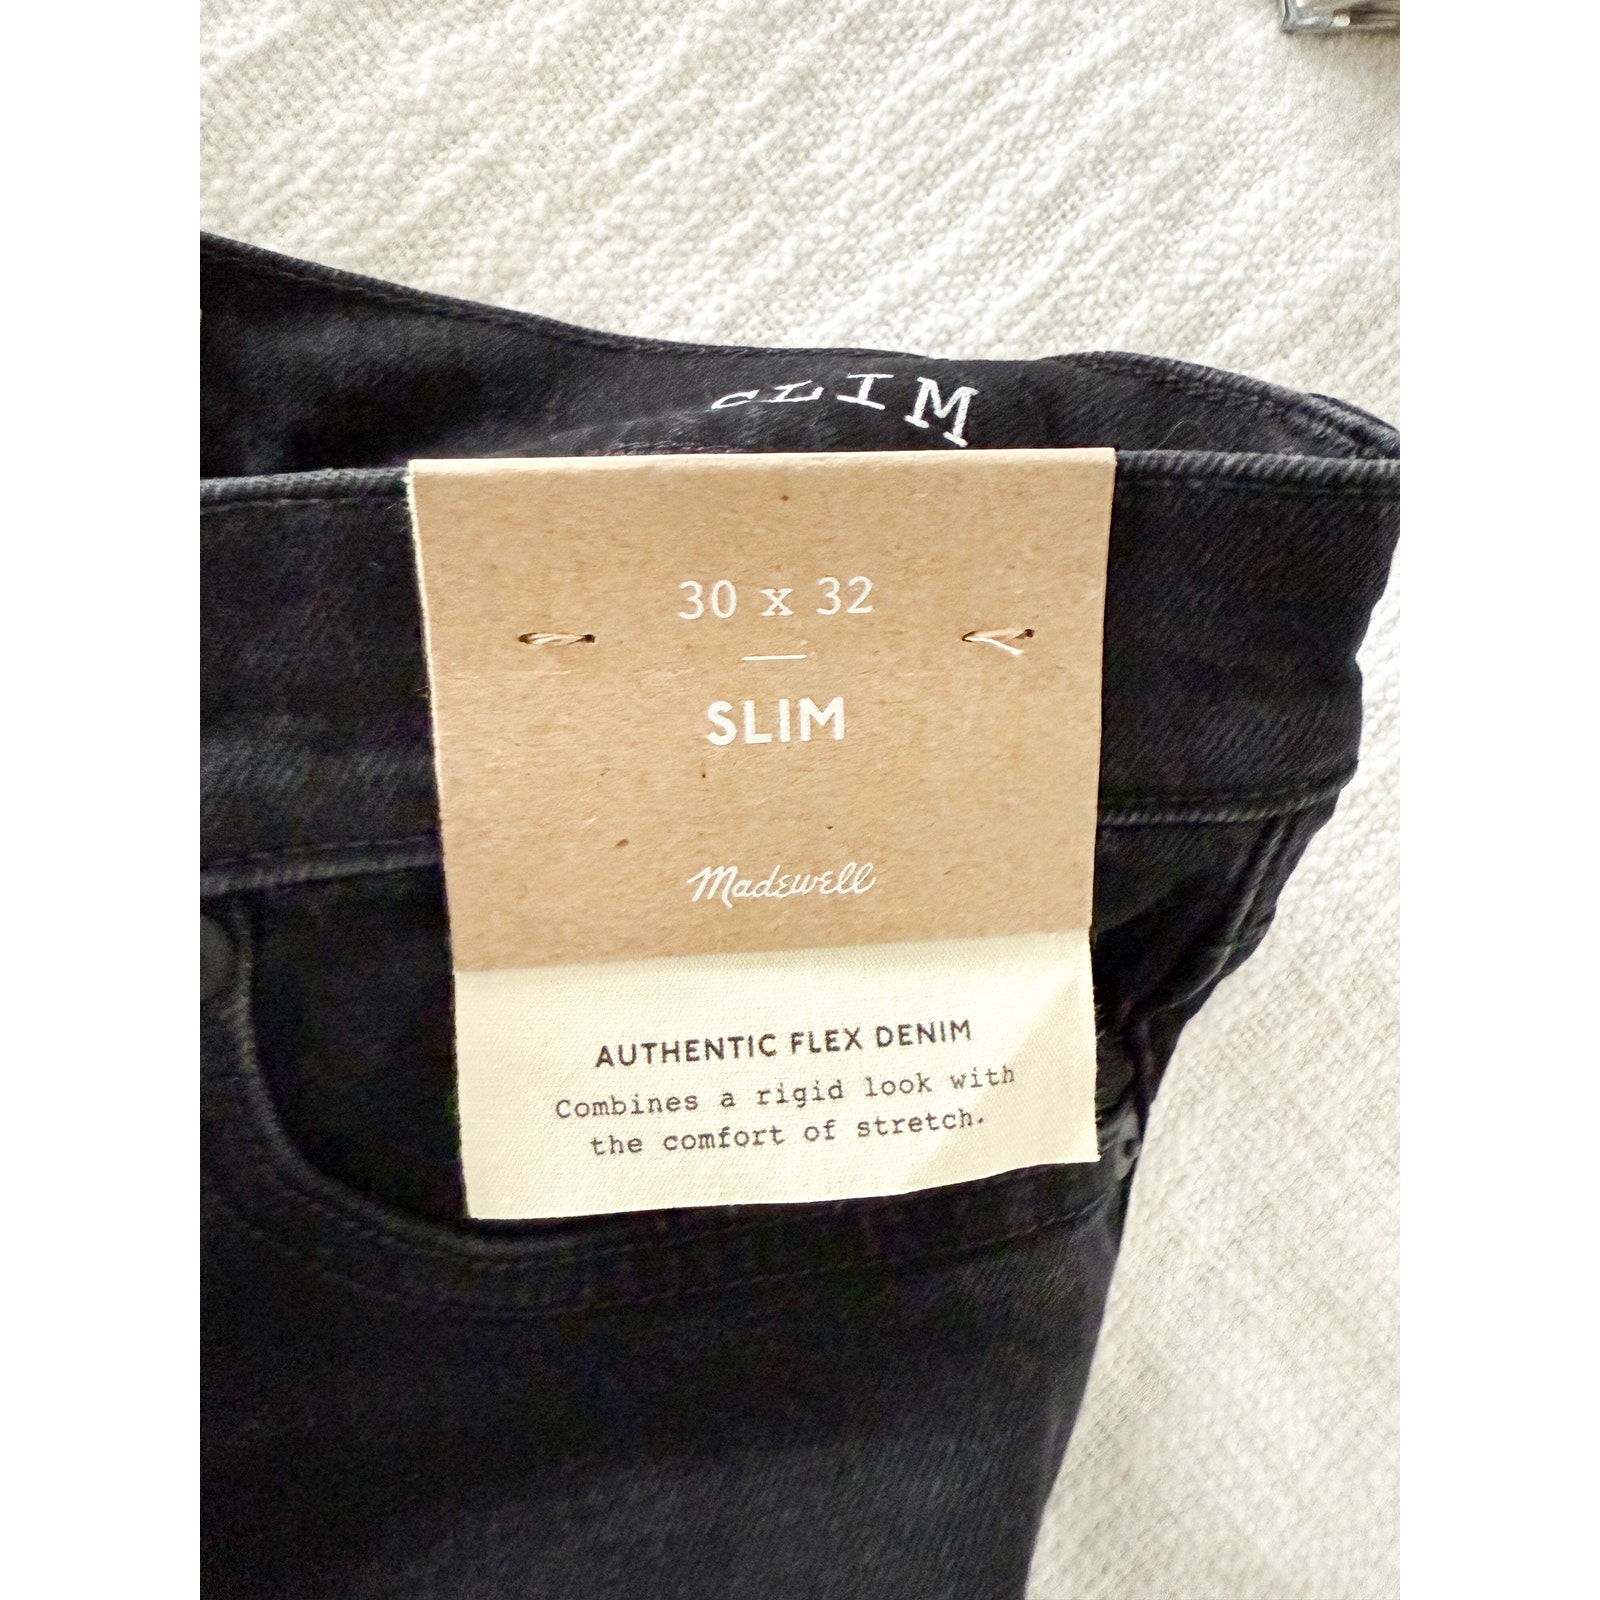 SLIM
30 x 32
SLIM
Madewell
AUTHENTIC FLEX DENIM
Combines a rigid look with
the comfort of stretch.